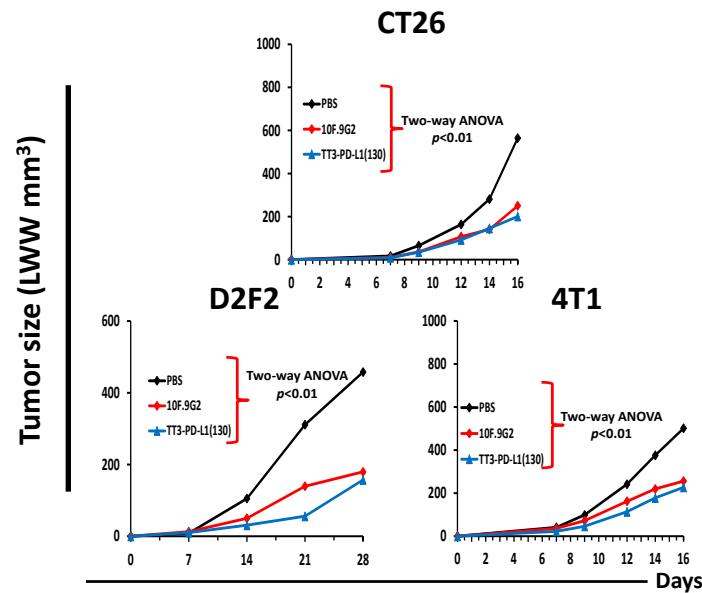 CT26
1000
800
600
400
200
0
0 2 4 6 8 10 12 14 16
PBS
10F.9G2
TT3-PD-L1(130)
Two-way ANOVA
p<0.01
Tumor size (LWW mm³)
D2F2
600
400
200
0
0 7 14 21 28
PBS
10F.9G2
TT3-PD-L1(130)
Two-way ANOVA
p<0.01
4T1
1000
800
600
400
200
0
0 2 4 6 8 10 12 14 16
PBS
10F.9G2
TT3-PD-L1(130)
Two-way ANOVA
p<0.01
Days